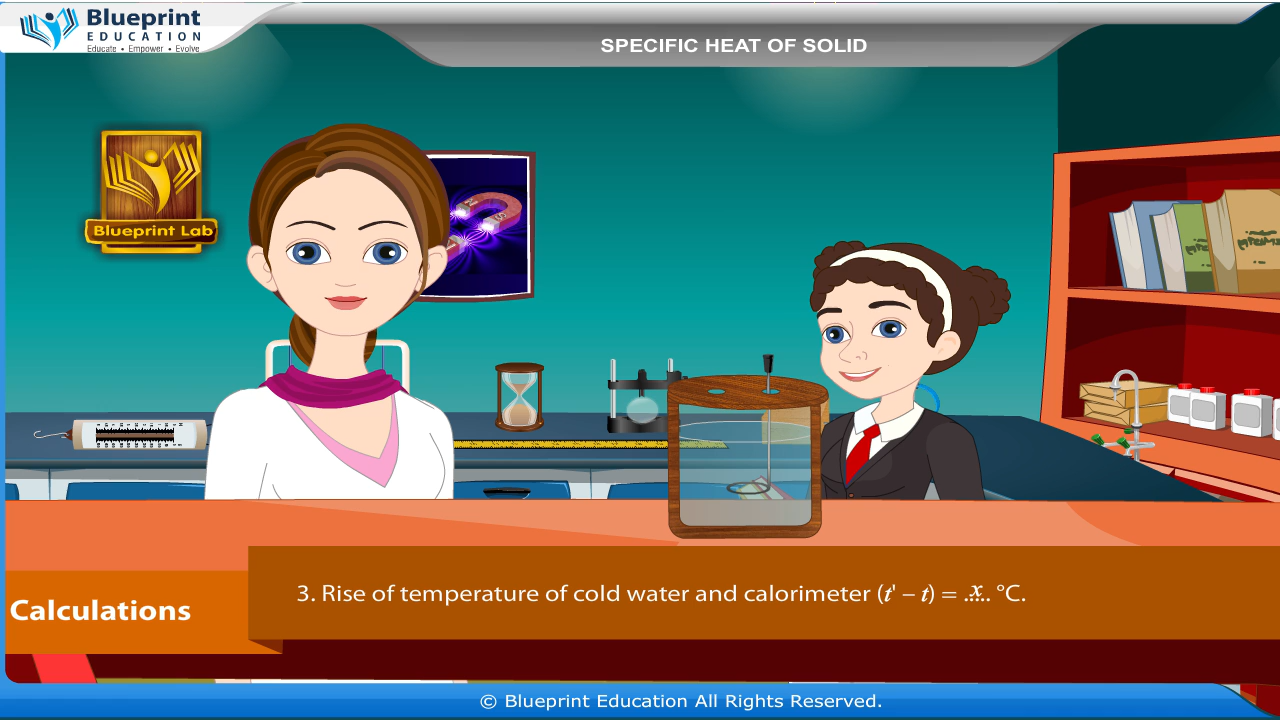 Blueprint
EDUCATION
Educate • Empower • Evolve
SPECIFIC HEAT OF SOLID
Blueprint Lab
Calculations
3. Rise of temperature of cold water and calorimeter (t' – t) = ..x... °C.
© Blueprint Education All Rights Reserved.